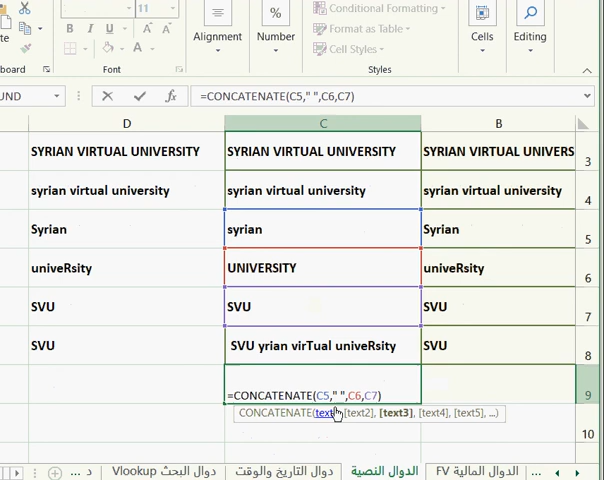 te
Conditional Formatting
Format as Table
Cell Styles
B I U A
Alignment
Number
Cells
Editing
board
Font
Styles
UND
=CONCATENATE(C5," ",C6,C7)
D C B
SYRIAN VIRTUAL UNIVERSITY SYRIAN VIRTUAL UNIVERSITY SYRIAN VIRTUAL UNIVERS 3
syrian virtual university syrian virtual university syrian virtual university 4
Syrian syrian Syrian 5
univeRsity UNIVERSITY univeRsity 6
SVU SVU SVU 7
SVU SVU yrian virTual univeRsity SVU 8
=CONCATENATE(C5," ",C6,C7) 9
CONCATENATE(text1, [text2], [text3], [text4], [text5], ...)
10
... د دوال البحث Vlookup دوال التاريخ والوقت الدوال النصية الدوال المالية FV ...